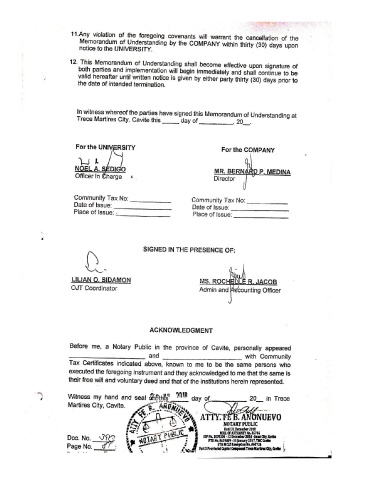 11. Any violation of the foregoing covenants will warrant the cancellation of the
Memorandum of Understanding by the COMPANY within thirty (30) days upon
notice to the UNIVERSITY.
12. This Memorandum of Understanding shall become effective upon signature of
both parties and implementation will begin immediately and shall continue to be
valid hereafter until written notice is given by either party thirty (30) days prior to
the date of intended termination.
In witness whereof the parties have signed this Memorandum of Understanding at
Trece Martires City, Cavite this _____ day of __________, 20__.
For the UNIVERSITY
For the COMPANY
NOEL A. SEDIGO
Officer In Charge
MR. BERNARD P. MEDINA
Director
Community Tax No: __________
Date of Issue: __________
Place of Issue: __________
Community Tax No: __________
Date of Issue: __________
Place of Issue: __________
SIGNED IN THE PRESENCE OF:
LILIAN O. SIDAMON
OJT Coordinator
MS. ROCHELLE R. JACOB
Admin and Accounting Officer
ACKNOWLEDGMENT
Before me, a Notary Public in the province of Cavite, personally appeared
__________ and __________ with Community
Tax Certificates indicated above, known to me to be the same persons who
executed the foregoing instrument and they acknowledged to me that the same is
their free will and voluntary deed and that of the institutions herein represented.
Witness my hand and seal 2018 day of __________ 20__ in Trece
Martires City, Cavite.
ATTY. FE B. ANONUEVO
NOTARY PUBLIC
ATTY FE B. ANONUEVO
NOTARY PUBLIC
Doc. No.
Page No.